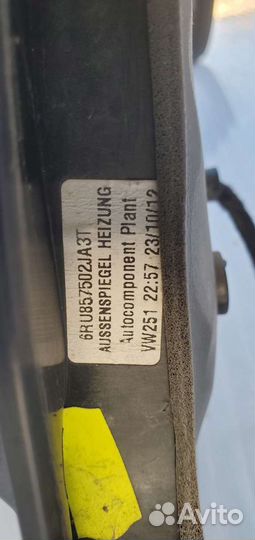 6RU857502JA3T
AUSSENSPIEGEL HEIZUNG
Autocomponent Plant
VW251 22:57 23/10/12
Avito